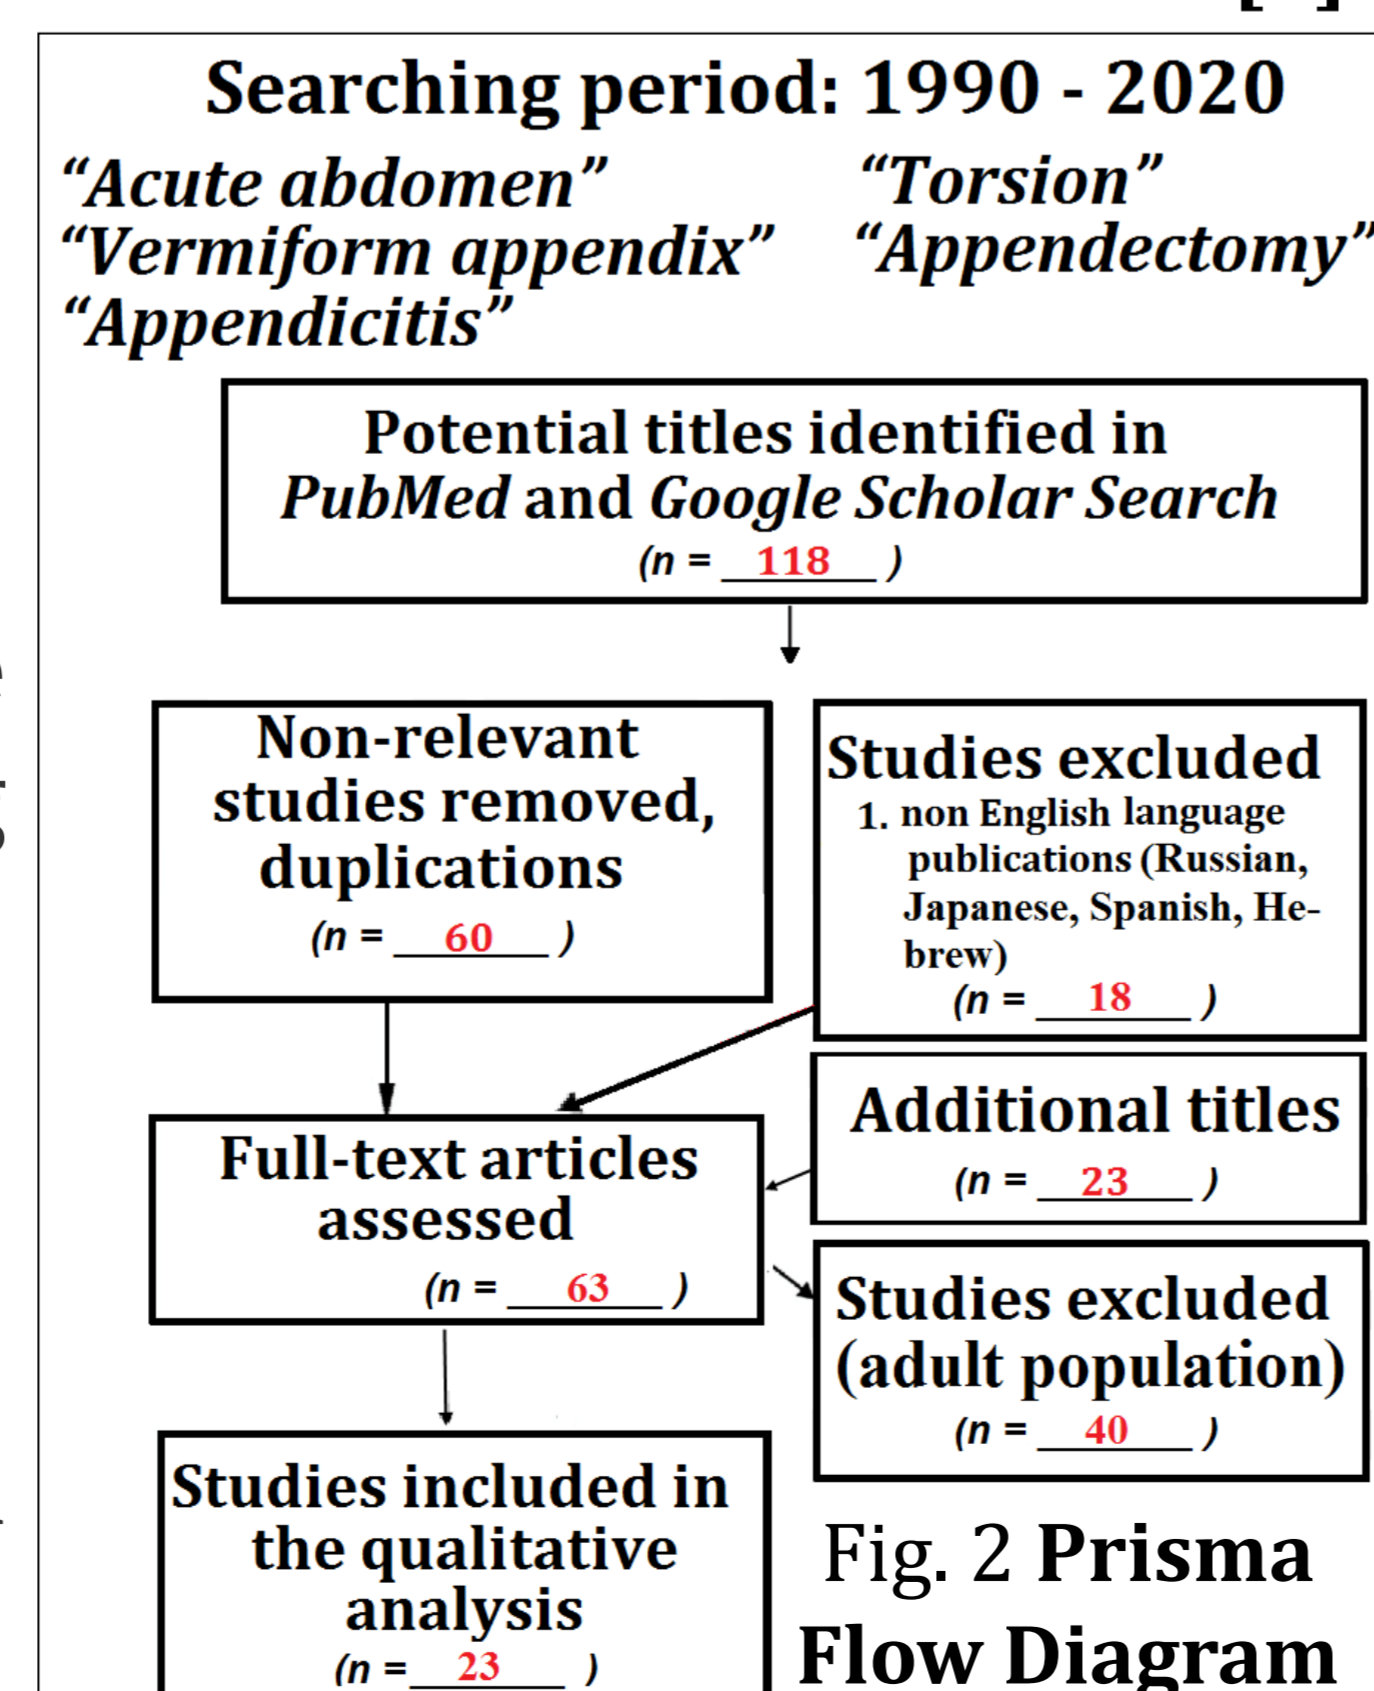 Searching period: 1990 - 2020
“Acute abdomen” “Torsion”
“Vermiform appendix” “Appendectomy”
“Appendicitis”
Potential titles identified in
PubMed and Google Scholar Search
(n = 118 )
Non-relevant
studies removed,
duplications
(n = 60 )
Studies excluded
1. non English language
publications (Russian,
Japanese, Spanish, He-
brew)
(n = 18 )
Additional titles
(n = 23 )
Full-text articles
assessed
(n = 63 )
Studies excluded
(adult population)
(n = 40 )
Studies included in
the qualitative
analysis
(n = 23 )
Fig. 2 Prisma
Flow Diagram